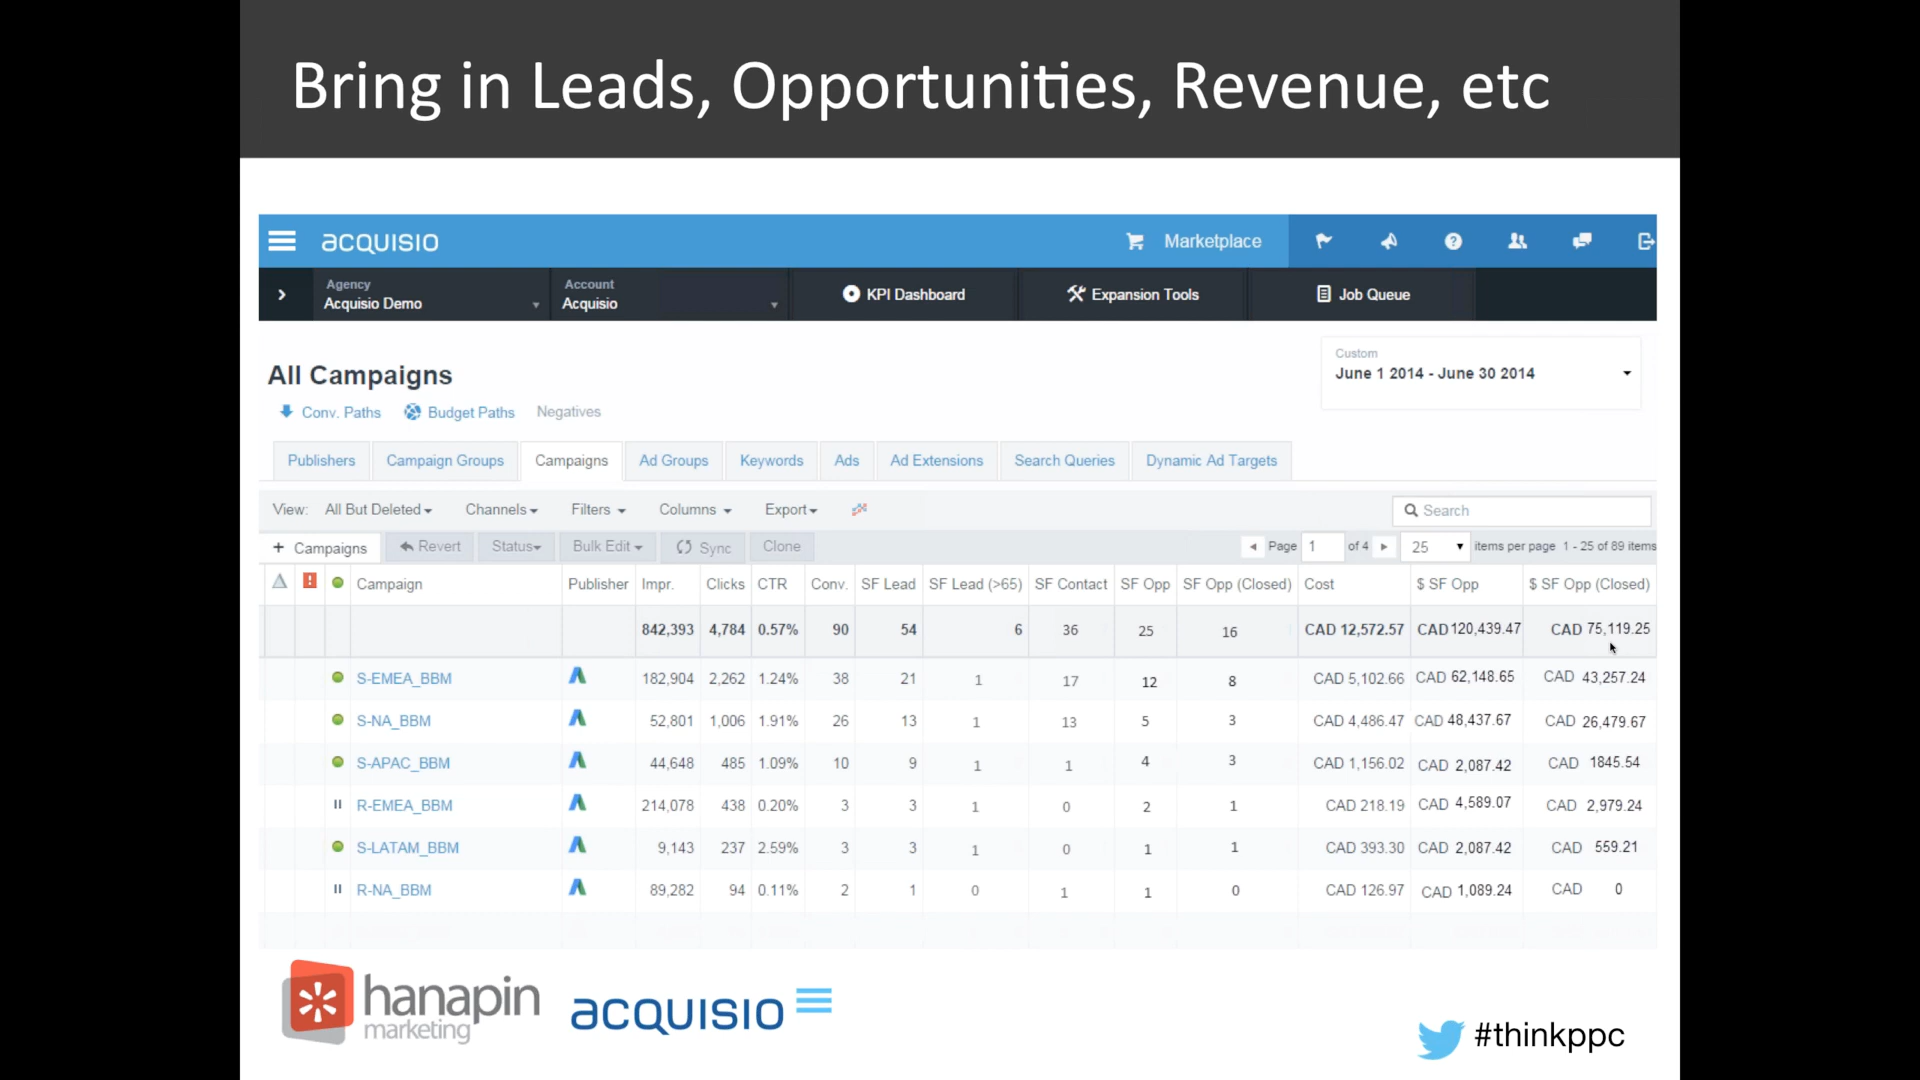 Bring in Leads, Opportunities, Revenue, etc
acquisio Marketplace
Agency Account
Acquisio Demo Acquisio KPI Dashboard Expansion Tools Job Queue
Custom
All Campaigns June 1 2014 - June 30 2014
Conv. Paths Budget Paths Negatives
Publishers Campaign Groups Campaigns Ad Groups Keywords Ads Ad Extensions Search Queries Dynamic Ad Targets
View: All But Deleted Channels Filters Columns Export Search
+ Campaigns Revert Status Bulk Edit Sync Clone Page 1 of 4 25 items per page 1 - 25 of 89 items
Campaign Publisher Impr. Clicks CTR Conv. SF Lead SF Lead (>65) SF Contact SF Opp SF Opp (Closed) Cost $ SF Opp $ SF Opp (Closed)
842,393 4,784 0.57% 90 54 6 36 25 16 CAD 12,572.57 CAD 120,439.47 CAD 75,119.25
S-EMEA_BBM 182,904 2,262 1.24% 38 21 1 17 12 8 CAD 5,102.66 CAD 62,148.65 CAD 43,257.24
S-NA_BBM 52,801 1,006 1.91% 26 13 1 13 5 3 CAD 4,486.47 CAD 48,437.67 CAD 26,479.67
S-APAC_BBM 44,648 485 1.09% 10 9 1 1 4 3 CAD 1,156.02 CAD 2,087.42 CAD 1845.54
R-EMEA_BBM 214,078 438 0.20% 3 3 1 0 2 1 CAD 218.19 CAD 4,589.07 CAD 2,979.24
S-LATAM_BBM 9,143 237 2.59% 3 3 1 0 1 1 CAD 393.30 CAD 2,087.42 CAD 559.21
R-NA_BBM 89,282 94 0.11% 2 1 0 1 1 0 CAD 126.97 CAD 1,089.24 CAD 0
hanapin
marketing
acquisio
#thinkppc